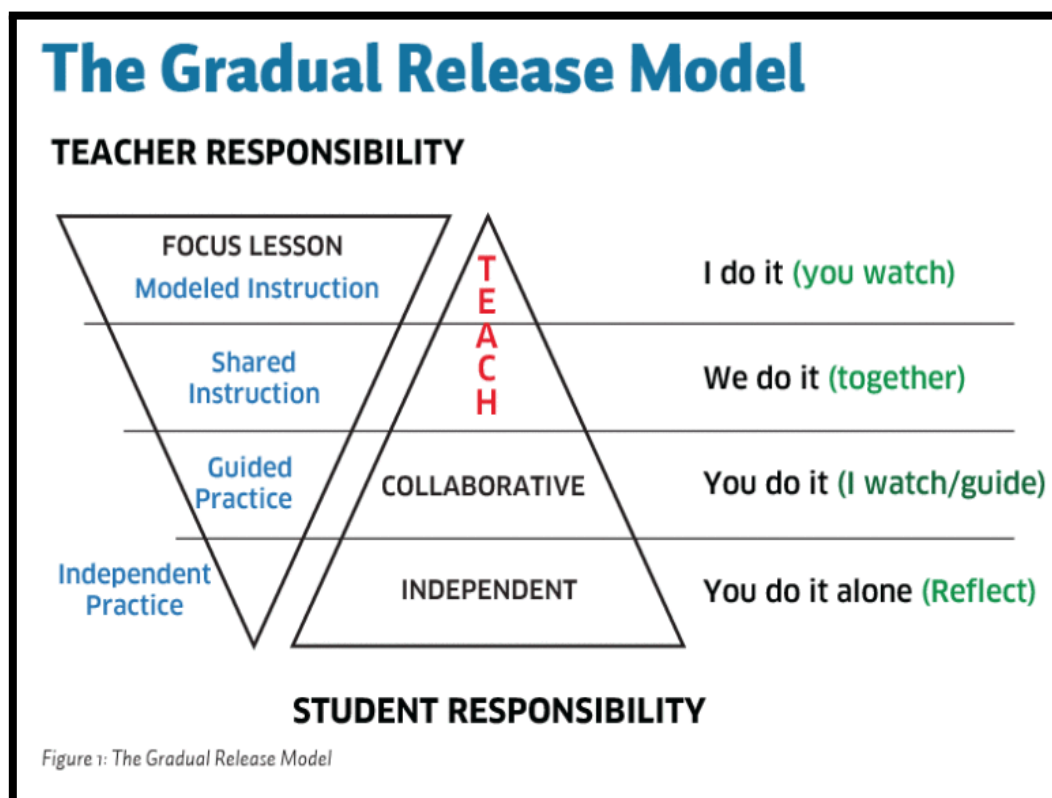 The Gradual Release Model
TEACHER RESPONSIBILITY
FOCUS LESSON
Modeled Instruction
TEACH
I do it (you watch)
Shared
Instruction
We do it (together)
Guided
Practice
COLLABORATIVE
You do it (I watch/guide)
Independent
Practice
INDEPENDENT
You do it alone (Reflect)
STUDENT RESPONSIBILITY
Figure 1: The Gradual Release Model